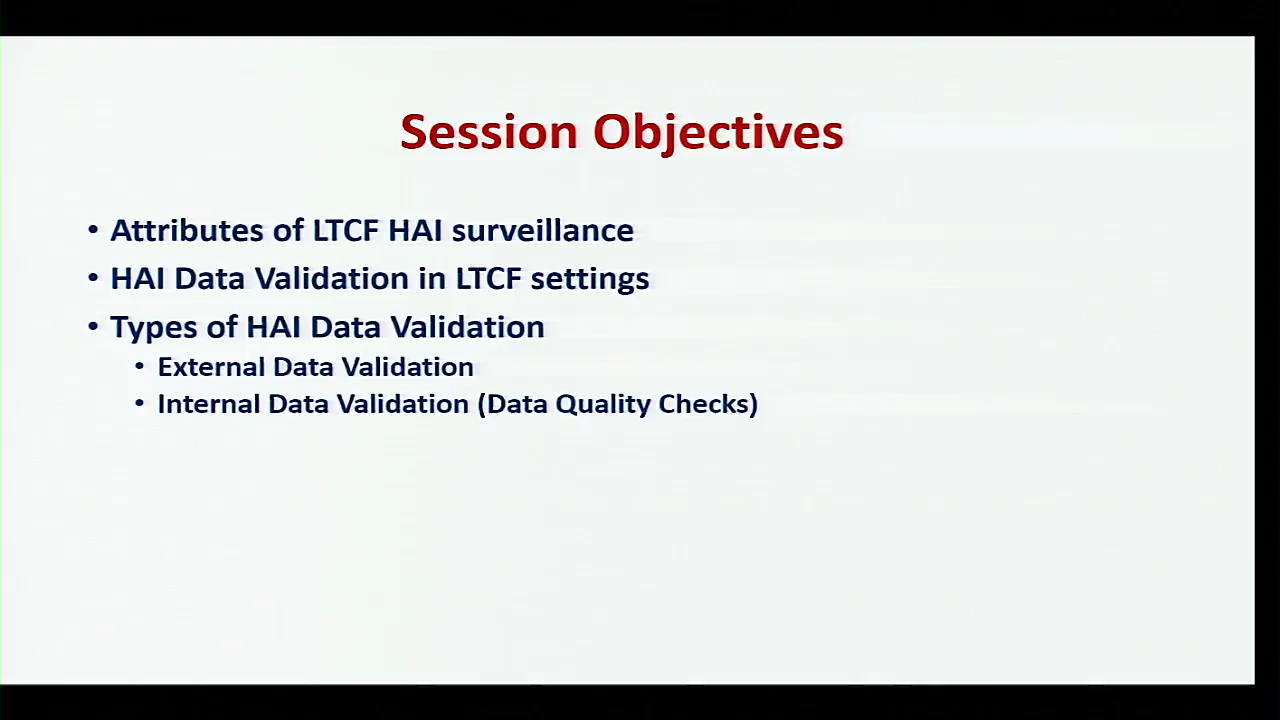 Session Objectives
• Attributes of LTCF HAI surveillance
• HAI Data Validation in LTCF settings
• Types of HAI Data Validation
• External Data Validation
• Internal Data Validation (Data Quality Checks)